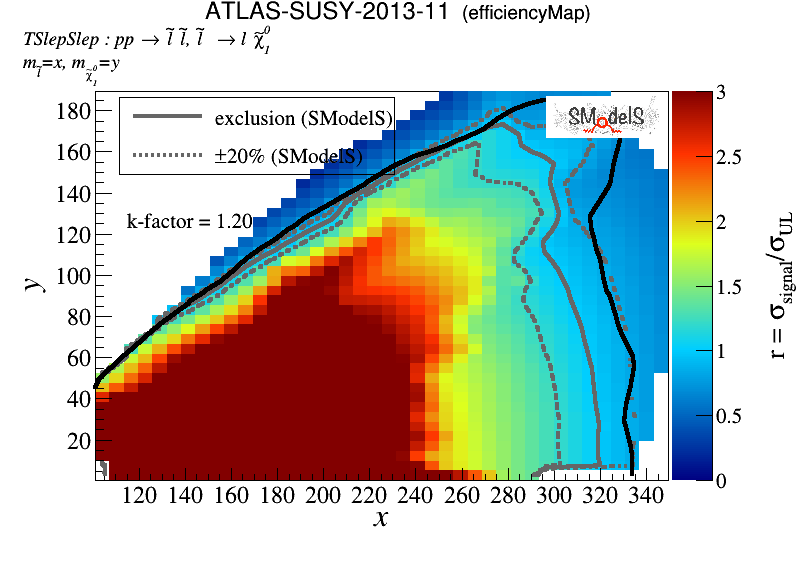 ATLAS-SUSY-2013-11 (efficiencyMap)
TSlepSlep : pp → l̃ l̃, l̃ → l χ̃₁⁰
m_l̃=x, m_χ̃₁⁰=y
exclusion (SModelS)
±20% (SModelS)
k-factor = 1.20
SModelS
180
160
140
120
100
80
60
40
20
y
120 140 160 180 200 220 240 260 280 300 320 340
x
3
2.5
2
1.5
1
0.5
0
r = σ_signal/σ_UL